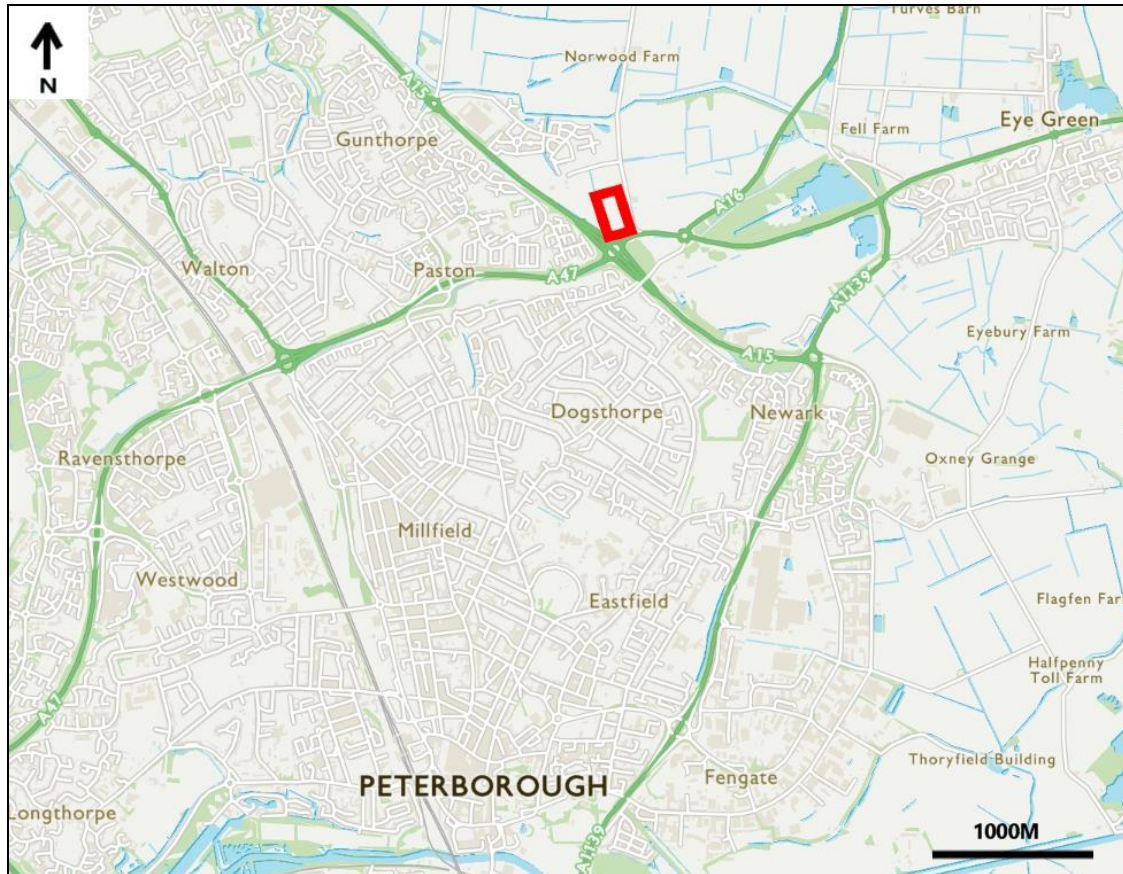 Turves Barn
N
Norwood Farm
A15
Eye Green
Gunthorpe
Fell Farm
A16
Walton
Paston
A47
A1139
Eyebury Farm
A15
Dogsthorpe
Newark
Ravensthorpe
Oxney Grange
Millfield
Westwood
Eastfield
Flagfen Far
Halfpenny
Toll Farm
A47
Thoryfield Building
PETERBOROUGH
Fengate
Longthorpe
1000M
A1139